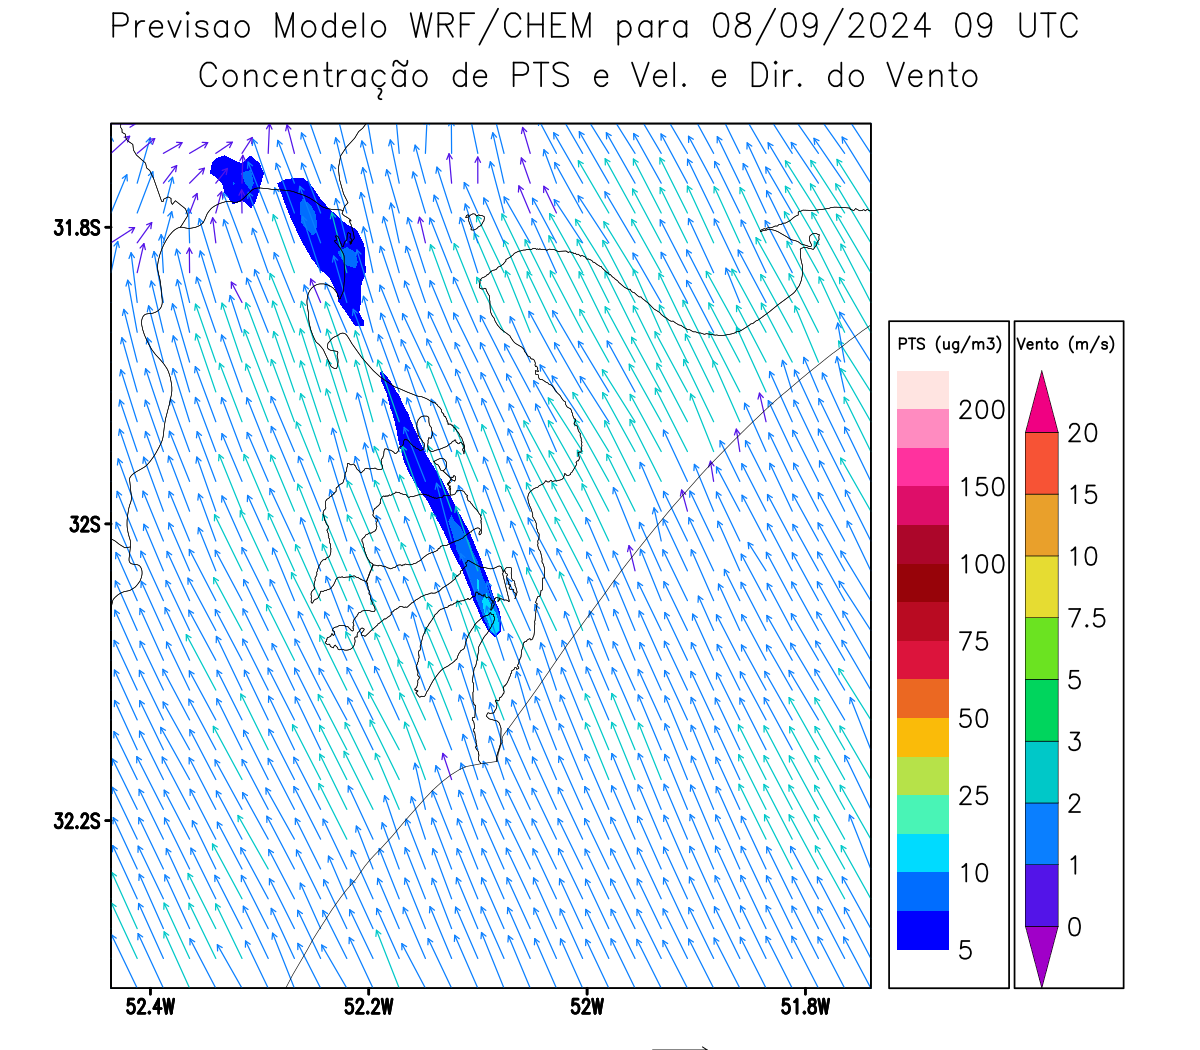 Previsao Modelo WRF/CHEM para 08/09/2024 09 UTC
Concentração de PTS e Vel. e Dir. do Vento
31.8S
32S
32.2S
52.4W
52.2W
52W
51.8W
PTS (ug/m3)
200
150
100
75
50
25
10
5
Vento (m/s)
20
15
10
7.5
5
3
2
1
0